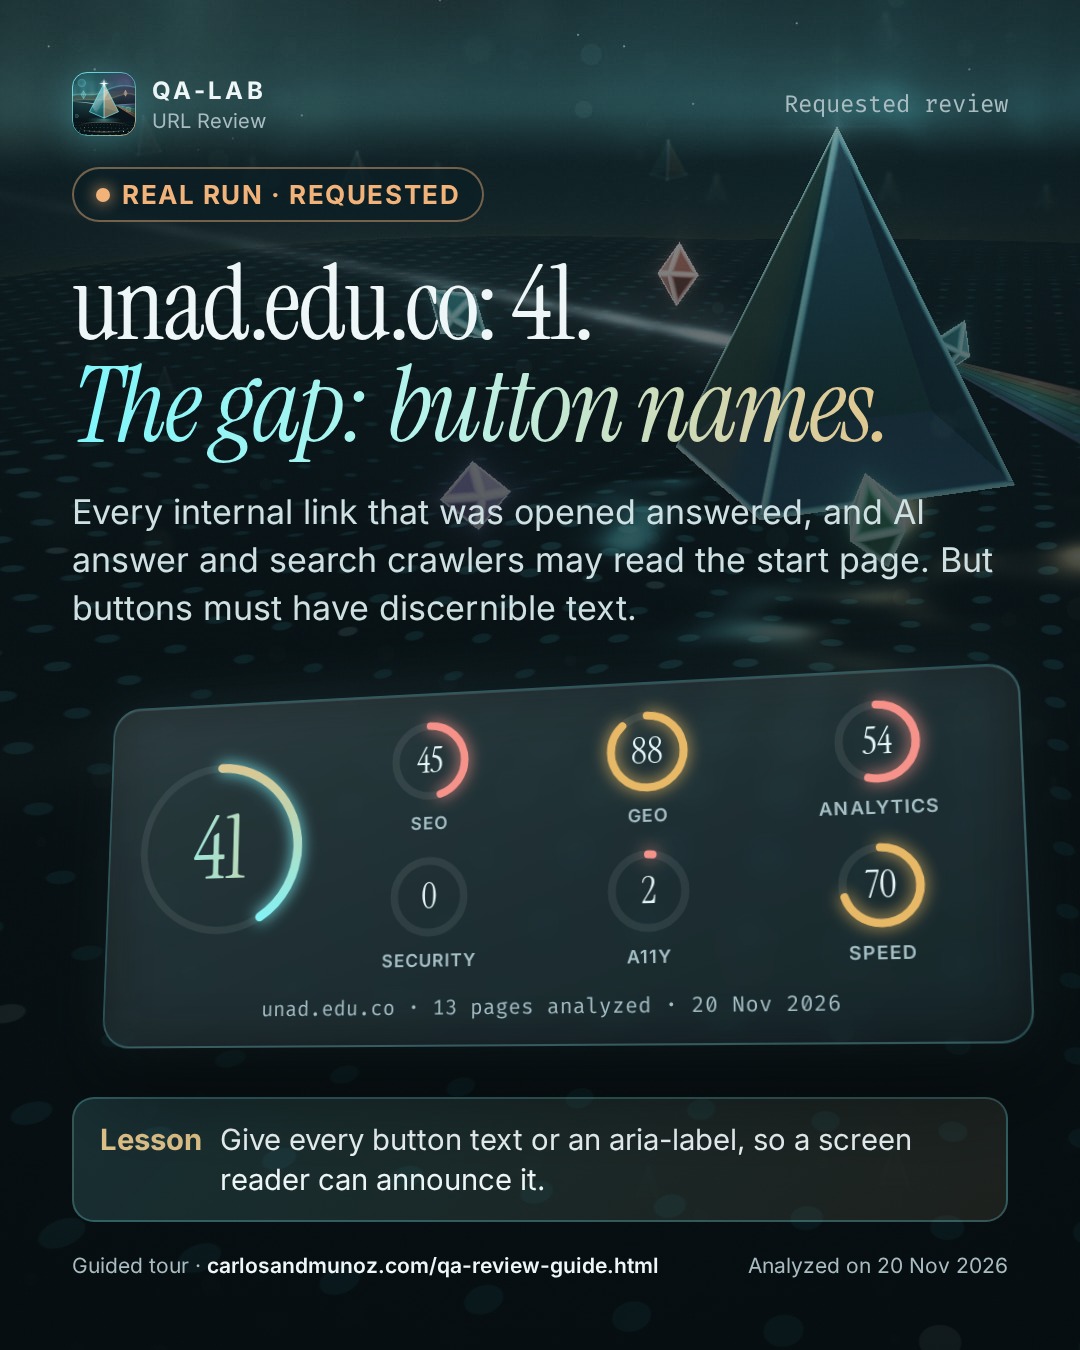 QA-LAB
URL Review
Requested review
REAL RUN · REQUESTED
unad.edu.co: 41.
The gap: button names.
Every internal link that was opened answered, and AI
answer and search crawlers may read the start page. But
buttons must have discernible text.
41
45
SEO
88
GEO
54
ANALYTICS
0
SECURITY
2
A11Y
70
SPEED
unad.edu.co · 13 pages analyzed · 20 Nov 2026
Lesson Give every button text or an aria-label, so a screen
reader can announce it.
Guided tour · carlosandmunoz.com/qa-review-guide.html
Analyzed on 20 Nov 2026